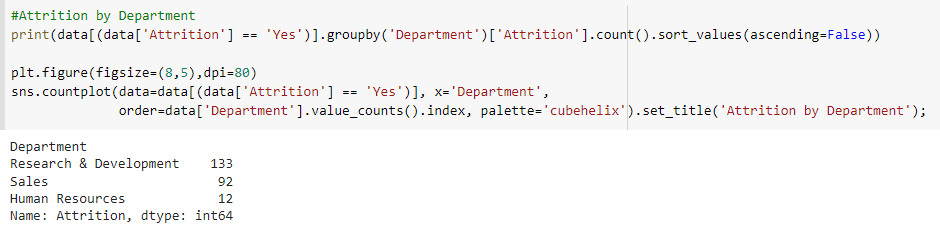 #Attrition by Department
print(data[(data['Attrition'] == 'Yes')].groupby('Department')['Attrition'].count().sort_values(ascending=False))
plt.figure(figsize=(8,5),dpi=80)
sns.countplot(data=data[(data['Attrition'] == 'Yes')], x='Department',
              order=data['Department'].value_counts().index, palette='cubehelix').set_title('Attrition by Department');
Department
Research & Development    133
Sales                      92
Human Resources            12
Name: Attrition, dtype: int64